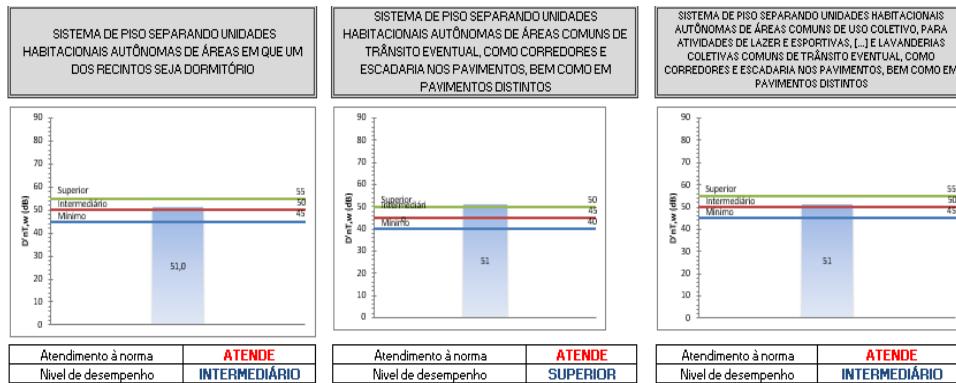 SISTEMA DE PISO SEPARANDO UNIDADES
HABITACIONAIS AUTÔNOMAS DE ÁREAS EM QUE UM
DOS RECINTOS SEJA DORMITÓRIO
90
80
70
60
50
40
30
20
10
0
D'nT,w (dB)
Superior 55
Intermediário 50
Mínimo 45
51,0
Atendimento à norma ATENDE
Nível de desempenho INTERMEDIÁRIO
SISTEMA DE PISO SEPARANDO UNIDADES
HABITACIONAIS AUTÔNOMAS DE ÁREAS COMUNS DE
TRÂNSITO EVENTUAL, COMO CORREDORES E
ESCADARIA NOS PAVIMENTOS, BEM COMO EM
PAVIMENTOS DISTINTOS
90
80
70
60
50
40
30
20
10
0
D'nT,w (dB)
Superior 50
Intermediári 45
Mínimo 40
51
Atendimento à norma ATENDE
Nível de desempenho SUPERIOR
SISTEMA DE PISO SEPARANDO UNIDADES HABITACIONAIS
AUTÔNOMAS DE ÁREAS COMUNS DE USO COLETIVO, PARA
ATIVIDADES DE LAZER E ESPORTIVAS, [...] E LAVANDERIAS
COLETIVAS COMUNS DE TRÂNSITO EVENTUAL, COMO
CORREDORES E ESCADARIA NOS PAVIMENTOS, BEM COMO EM
PAVIMENTOS DISTINTOS
90
80
70
60
50
40
30
20
10
0
D'nT,w (dB)
Superior 55
Intermediário 50
Mínimo 45
51
Atendimento à norma ATENDE
Nível de desempenho INTERMEDIÁRIO